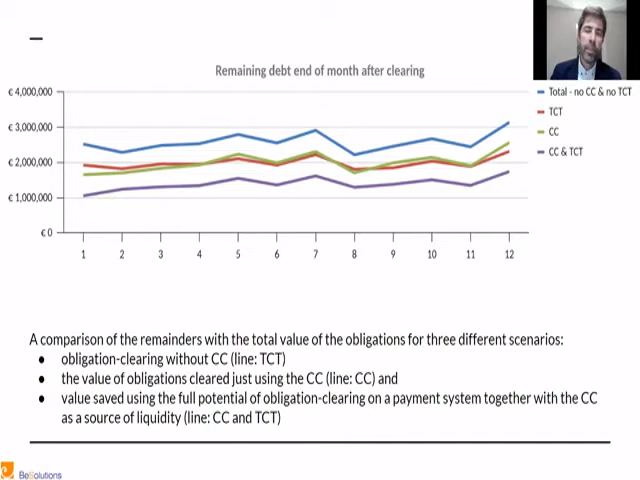 Remaining debt end of month after clearing
€ 4,000,000
€ 3,000,000
€ 2,000,000
€ 1,000,000
€ 0
1 2 3 4 5 6 7 8 9 10 11 12
Total - no CC & no TCT
TCT
CC
CC & TCT
A comparison of the remainders with the total value of the obligations for three different scenarios:
● obligation-clearing without CC (line: TCT)
● the value of obligations cleared just using the CC (line: CC) and
● value saved using the full potential of obligation-clearing on a payment system together with the CC
as a source of liquidity (line: CC and TCT)
BeSolutions